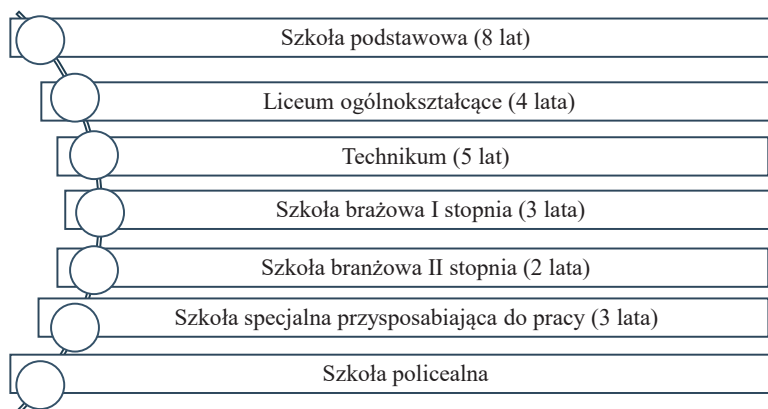 Szkoła podstawowa (8 lat)
Liceum ogólnokształcące (4 lata)
Technikum (5 lat)
Szkoła brażowa I stopnia (3 lata)
Szkoła branżowa II stopnia (2 lata)
Szkoła specjalna przysposabiająca do pracy (3 lata)
Szkoła policealna